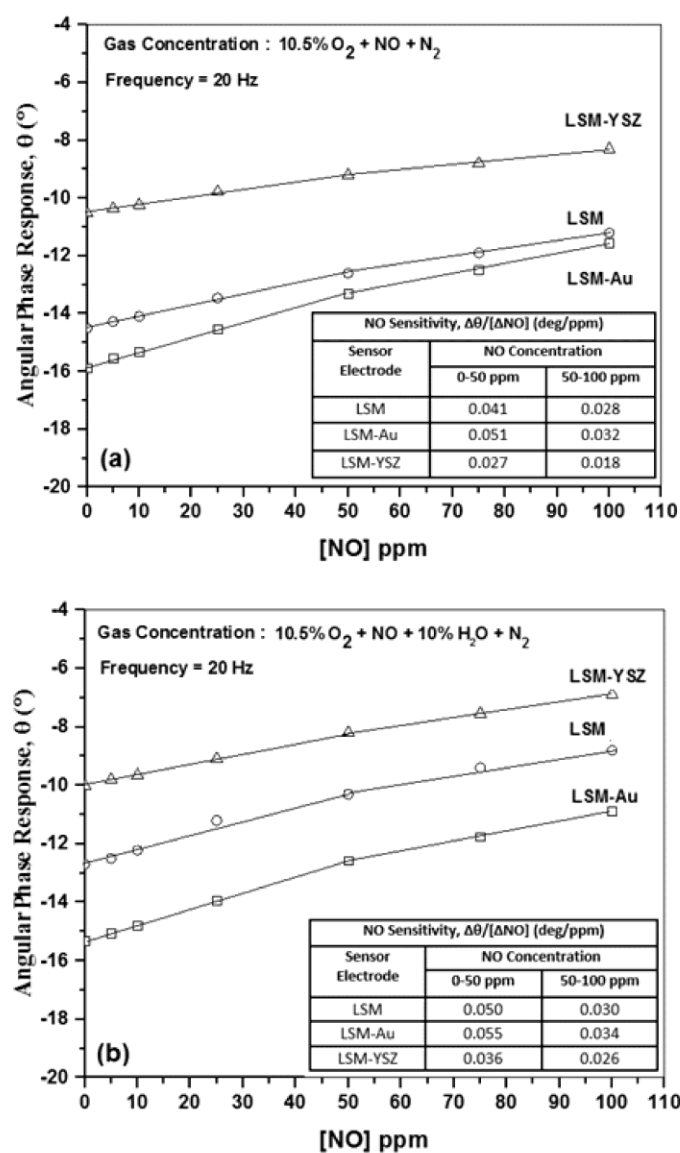 -4
Gas Concentration : 10.5% O2 + NO + N2
Frequency = 20 Hz
-6
-8
-10
-12
-14
-16
-18
-20
Angular Phase Response, θ (°)
LSM-YSZ
LSM
LSM-Au
NO Sensitivity, Δθ/[ΔNO] (deg/ppm)
Sensor Electrode NO Concentration
0-50 ppm 50-100 ppm
LSM 0.041 0.028
LSM-Au 0.051 0.032
LSM-YSZ 0.027 0.018
(a)
0 10 20 30 40 50 60 70 80 90 100 110
[NO] ppm
-4
Gas Concentration : 10.5% O2 + NO + 10% H2O + N2
Frequency = 20 Hz
-6
-8
-10
-12
-14
-16
-18
-20
Angular Phase Response, θ (°)
LSM-YSZ
LSM
LSM-Au
NO Sensitivity, Δθ/[ΔNO] (deg/ppm)
Sensor Electrode NO Concentration
0-50 ppm 50-100 ppm
LSM 0.050 0.030
LSM-Au 0.055 0.034
LSM-YSZ 0.036 0.026
(b)
0 10 20 30 40 50 60 70 80 90 100 110
[NO] ppm